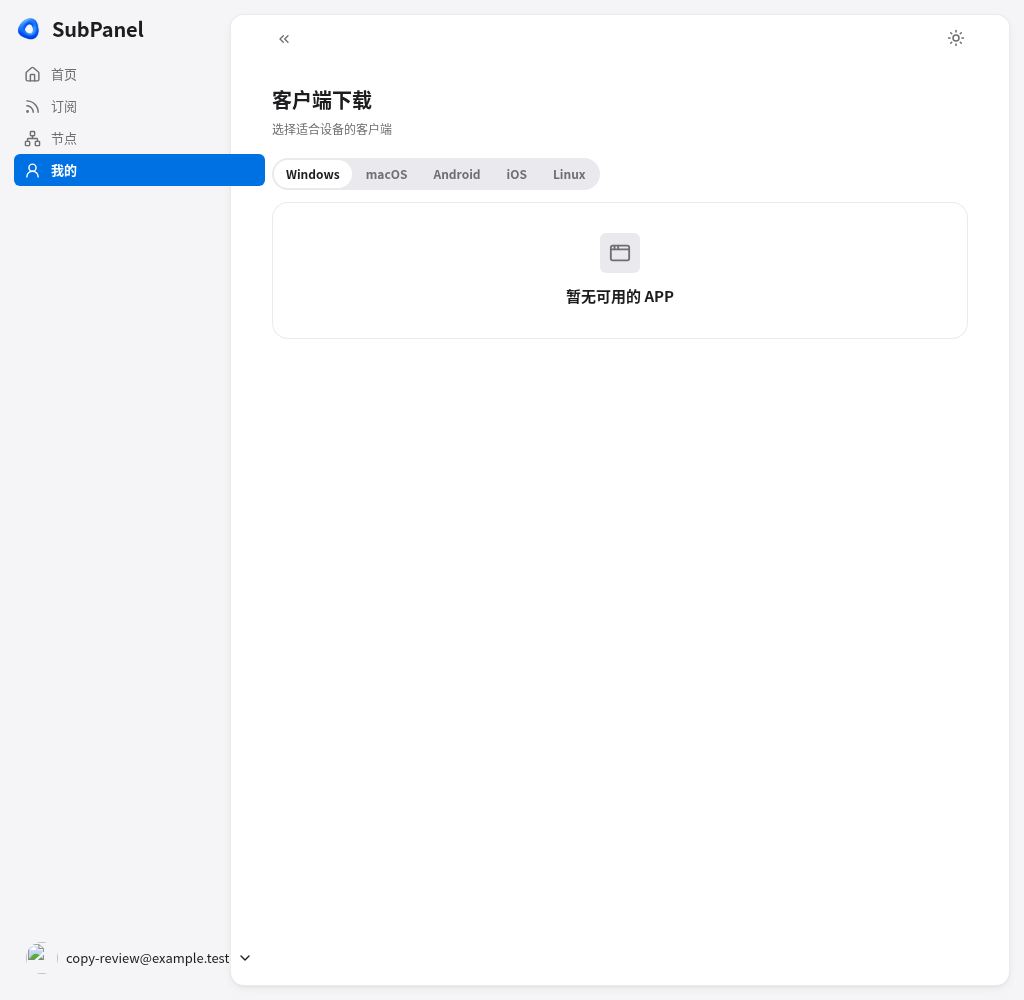 SubPanel
首页
订阅
节点
我的
客户端下载
选择适合设备的客户端
Windows macOS Android iOS Linux
暂无可用的 APP
copy-review@example.test